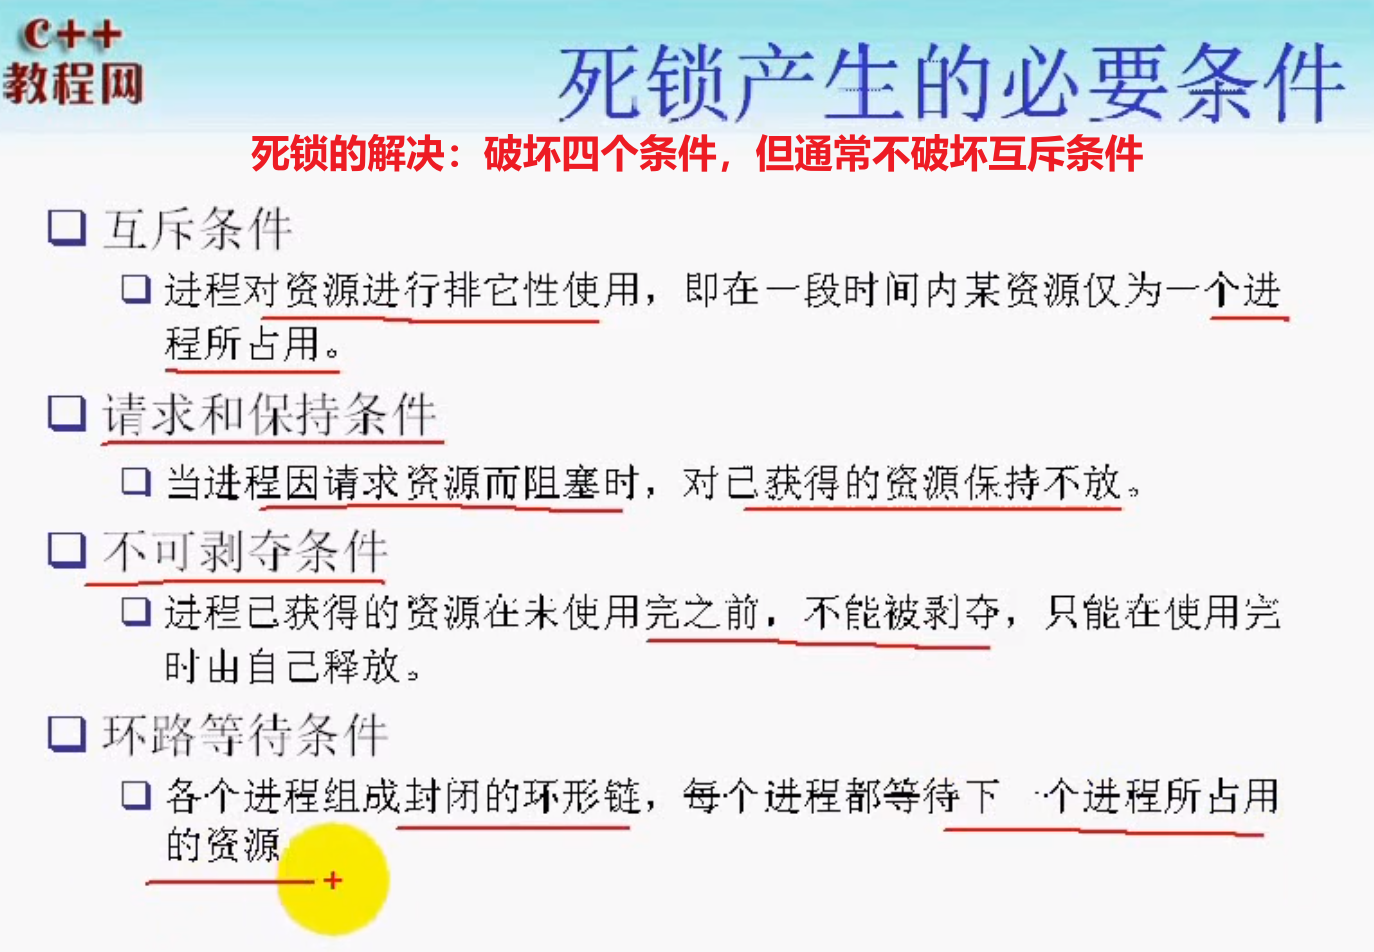 C++
教程网
死锁产生的必要条件
死锁的解决：破坏四个条件，但通常不破坏互斥条件
互斥条件
进程对资源进行排它性使用，即在一段时间内某资源仅为一个进
程所占用。
请求和保持条件
当进程因请求资源而阻塞时，对已获得的资源保持不放。
不可剥夺条件
进程已获得的资源在未使用完之前，不能被剥夺，只能在使用完
时由自己释放。
环路等待条件
各个进程组成封闭的环形链，每个进程都等待下一个进程所占用
的资源